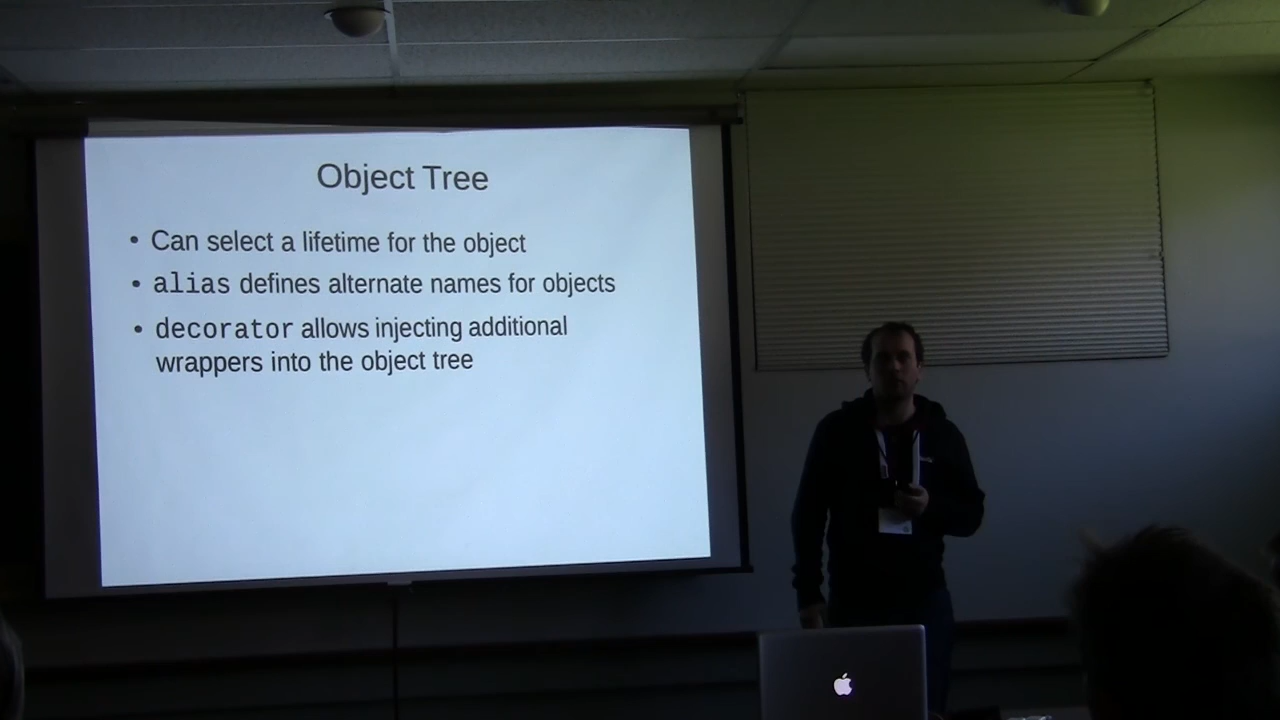 Object Tree
• Can select a lifetime for the object
• alias defines alternate names for objects
• decorator allows injecting additional
wrappers into the object tree